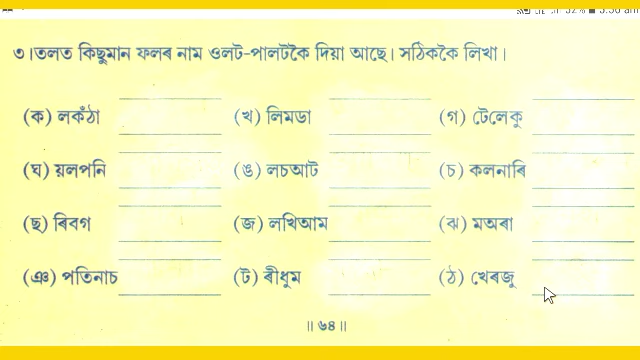 ৩।তলত কিছুমান ফলৰ নাম ওলট-পালটকৈ দিয়া আছে। সঠিককৈ লিখা।
(ক) লকঁঠা (খ) লিমডা (গ) টেলেকু
(ঘ) য়লপনি (ঙ) লচআট (চ) কলনাৰি
(ছ) ৰিবগ (জ) লখিআম (ঝ) মঅৰা
(ঞ) পতিনাচ (ট) ৰীধুম (ঠ) খেৰজু
॥ ৬৪ ॥